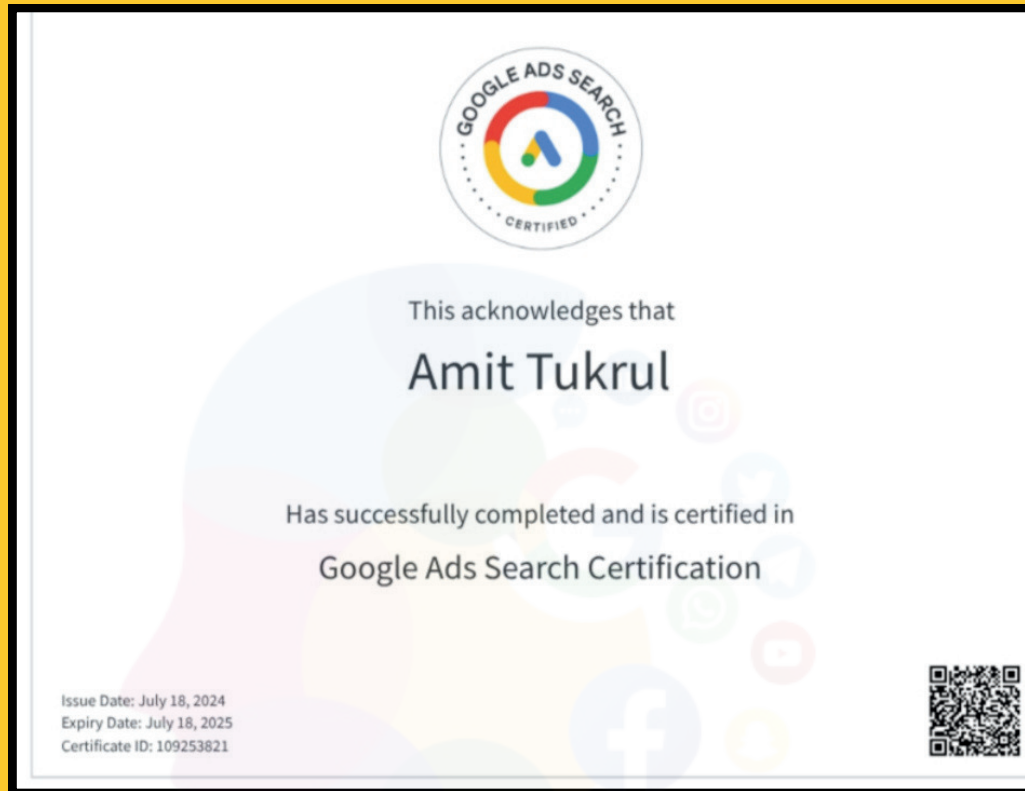 GOOGLE ADS SEARCH
CERTIFIED
This acknowledges that
Amit Tukrul
Has successfully completed and is certified in
Google Ads Search Certification
Issue Date: July 18, 2024
Expiry Date: July 18, 2025
Certificate ID: 109253821